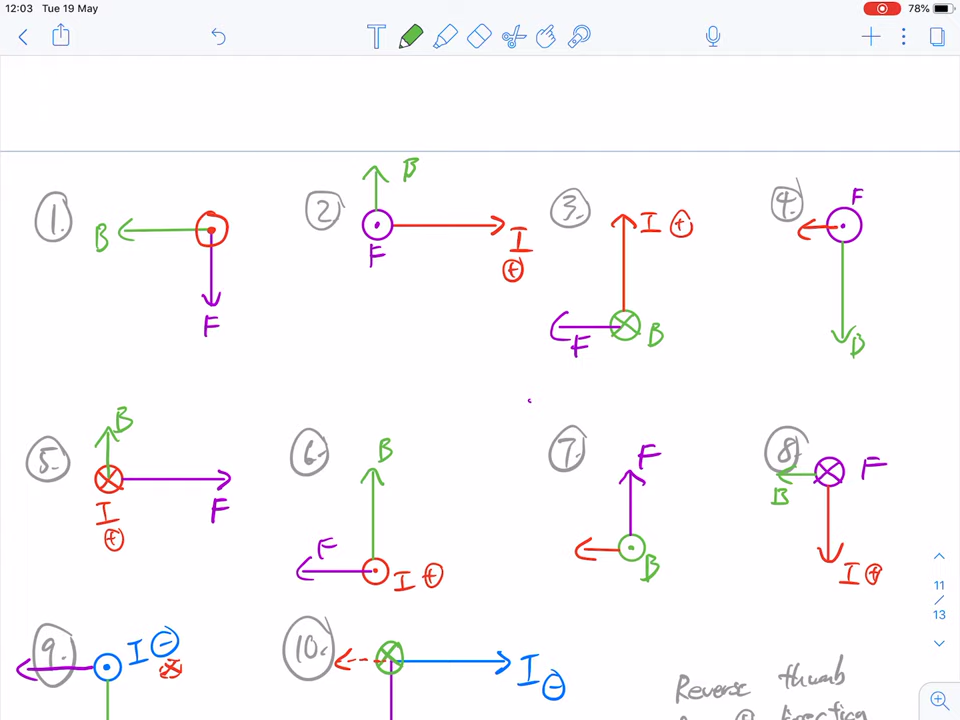 12:03 Tue 19 May
78%
T
1.
B
F
2.
B
F
I
+
3.
I +
F
B
4.
F
B
5.
B
I
+
F
6.
B
F
I +
7.
F
B
8.
F
B
I +
9.
I −
10.
I −
Reverse thumb
direction
11
/
13